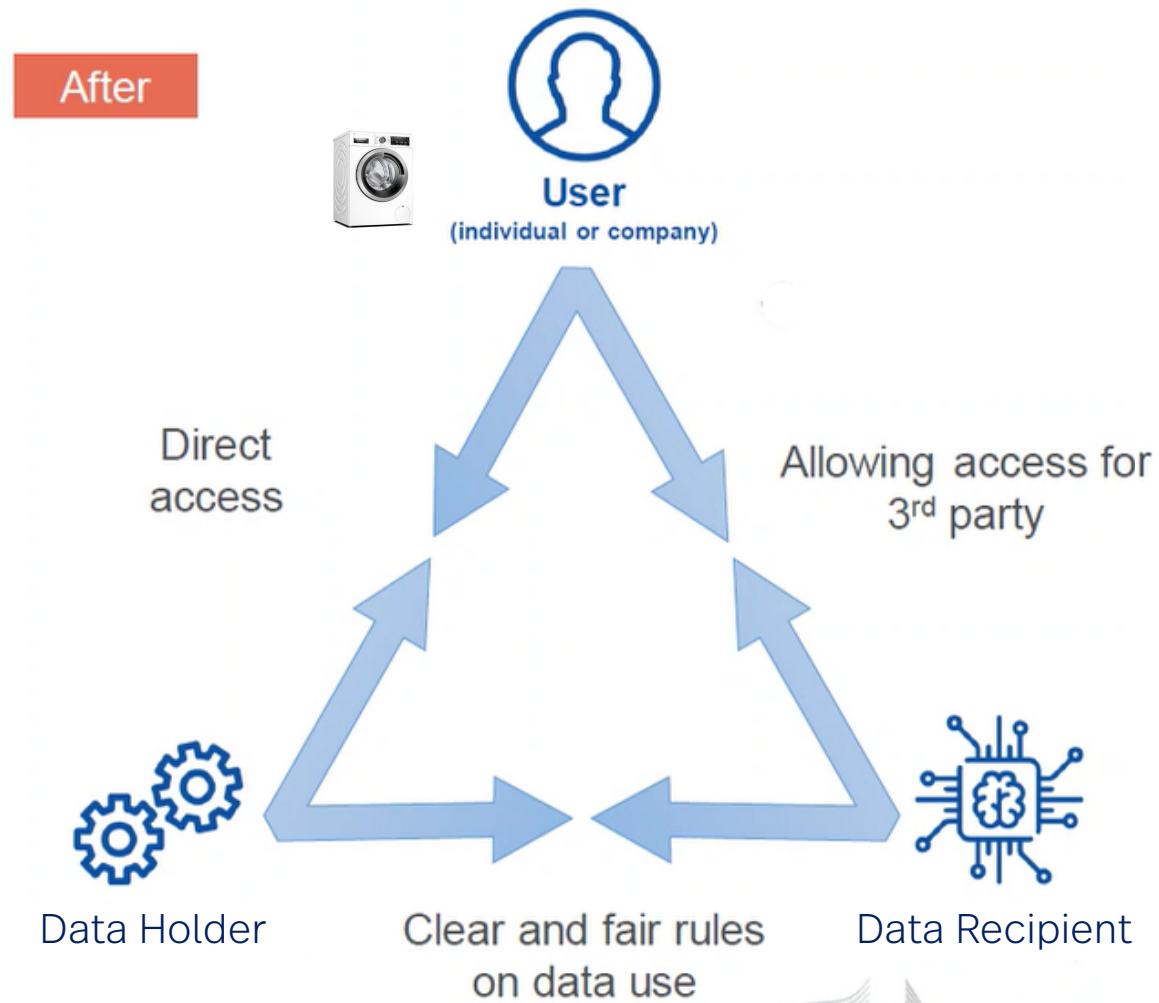 After
User
(individual or company)
Direct
access
Allowing access for
3rd party
Data Holder
Clear and fair rules
on data use
Data Recipient